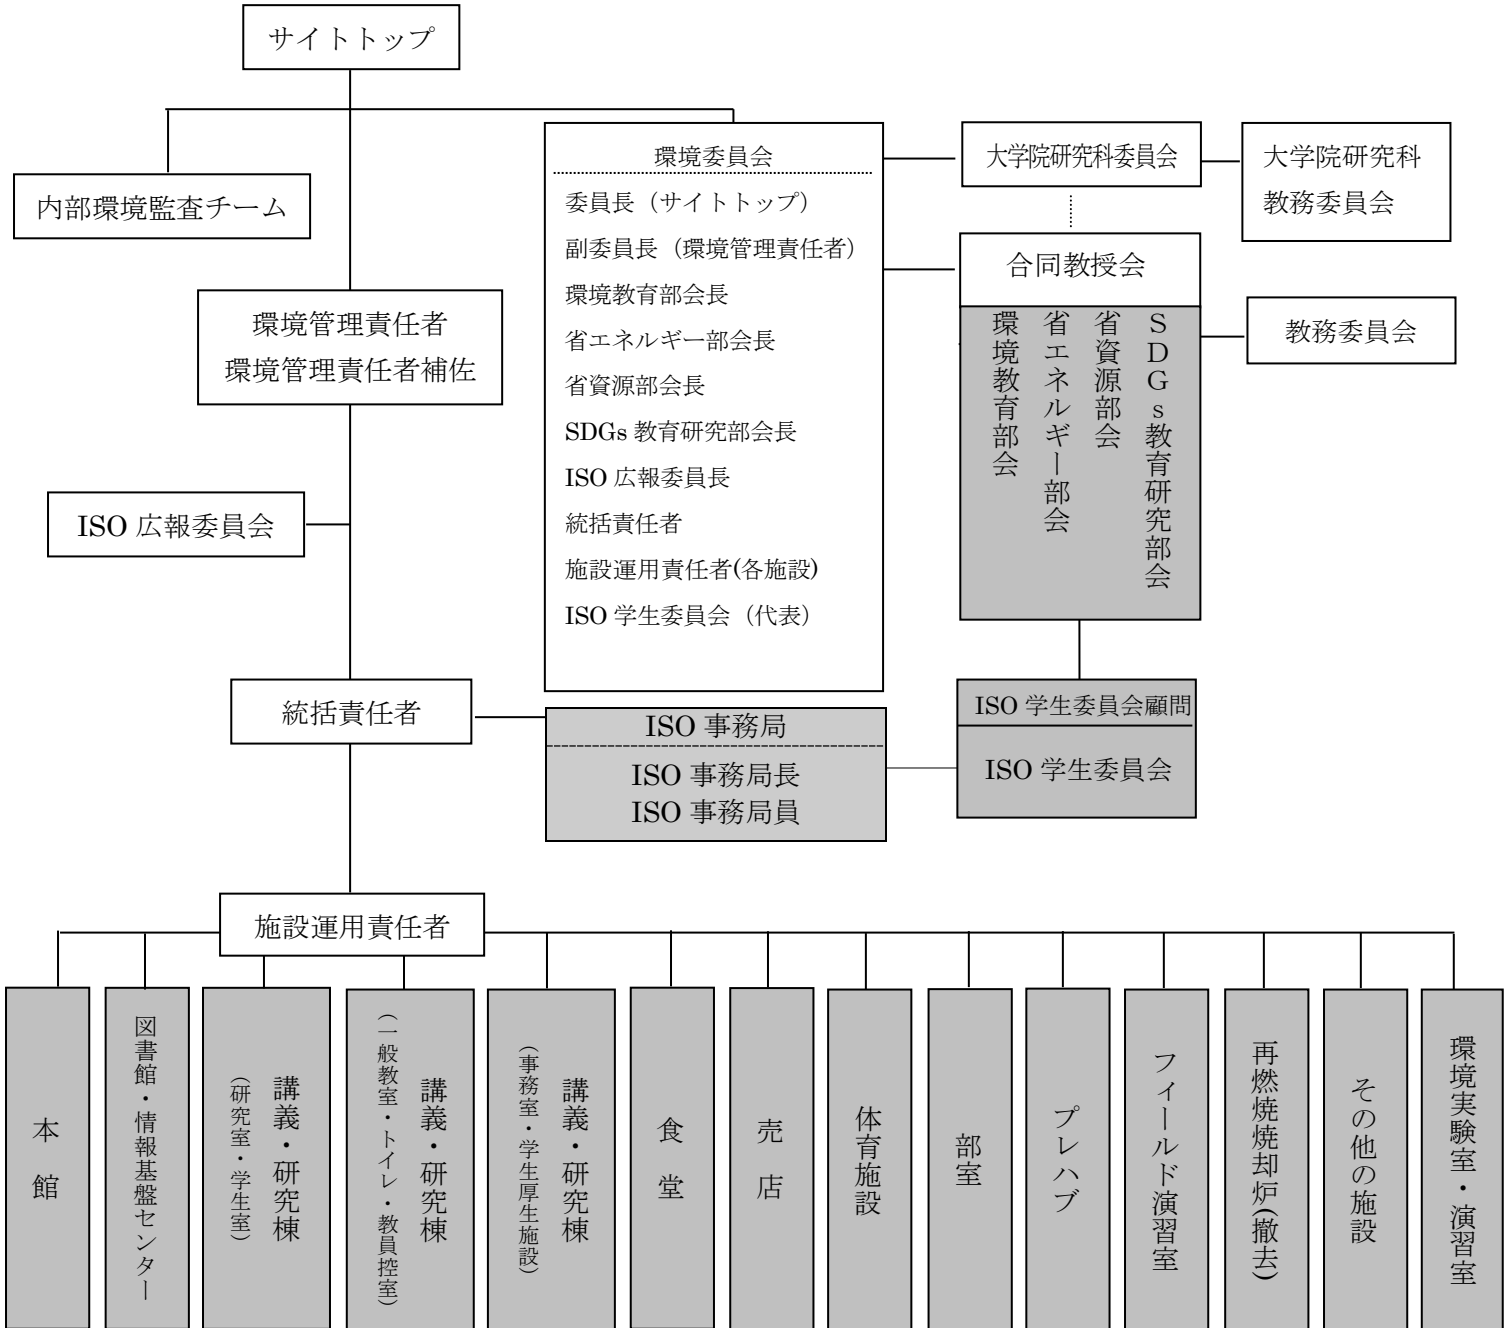 サイトトップ
内部環境監査チーム
環境管理責任者
環境管理責任者補佐
ISO 広報委員会
環境委員会
委員長（サイトトップ）
副委員長（環境管理責任者）
環境教育部会長
省エネルギー部会長
省資源部会長
SDGs 教育研究部会長
ISO 広報委員長
統括責任者
施設運用責任者(各施設)
ISO 学生委員会（代表）
大学院研究科委員会
大学院研究科
教務委員会
合同教授会
SDGs教育研究部会
省資源部会
省エネルギー部会
環境教育部会
教務委員会
統括責任者
ISO 事務局
ISO 事務局長
ISO 事務局員
ISO 学生委員会顧問
ISO 学生委員会
施設運用責任者
本館
図書館・情報基盤センター
講義・研究棟
（研究室・学生室）
講義・研究棟
（一般教室・トイレ・教員控室）
講義・研究棟
（事務室・学生厚生施設）
食堂
売店
体育施設
部室
プレハブ
フィールド演習室
再燃焼焼却炉(撤去)
その他の施設
環境実験室・演習室